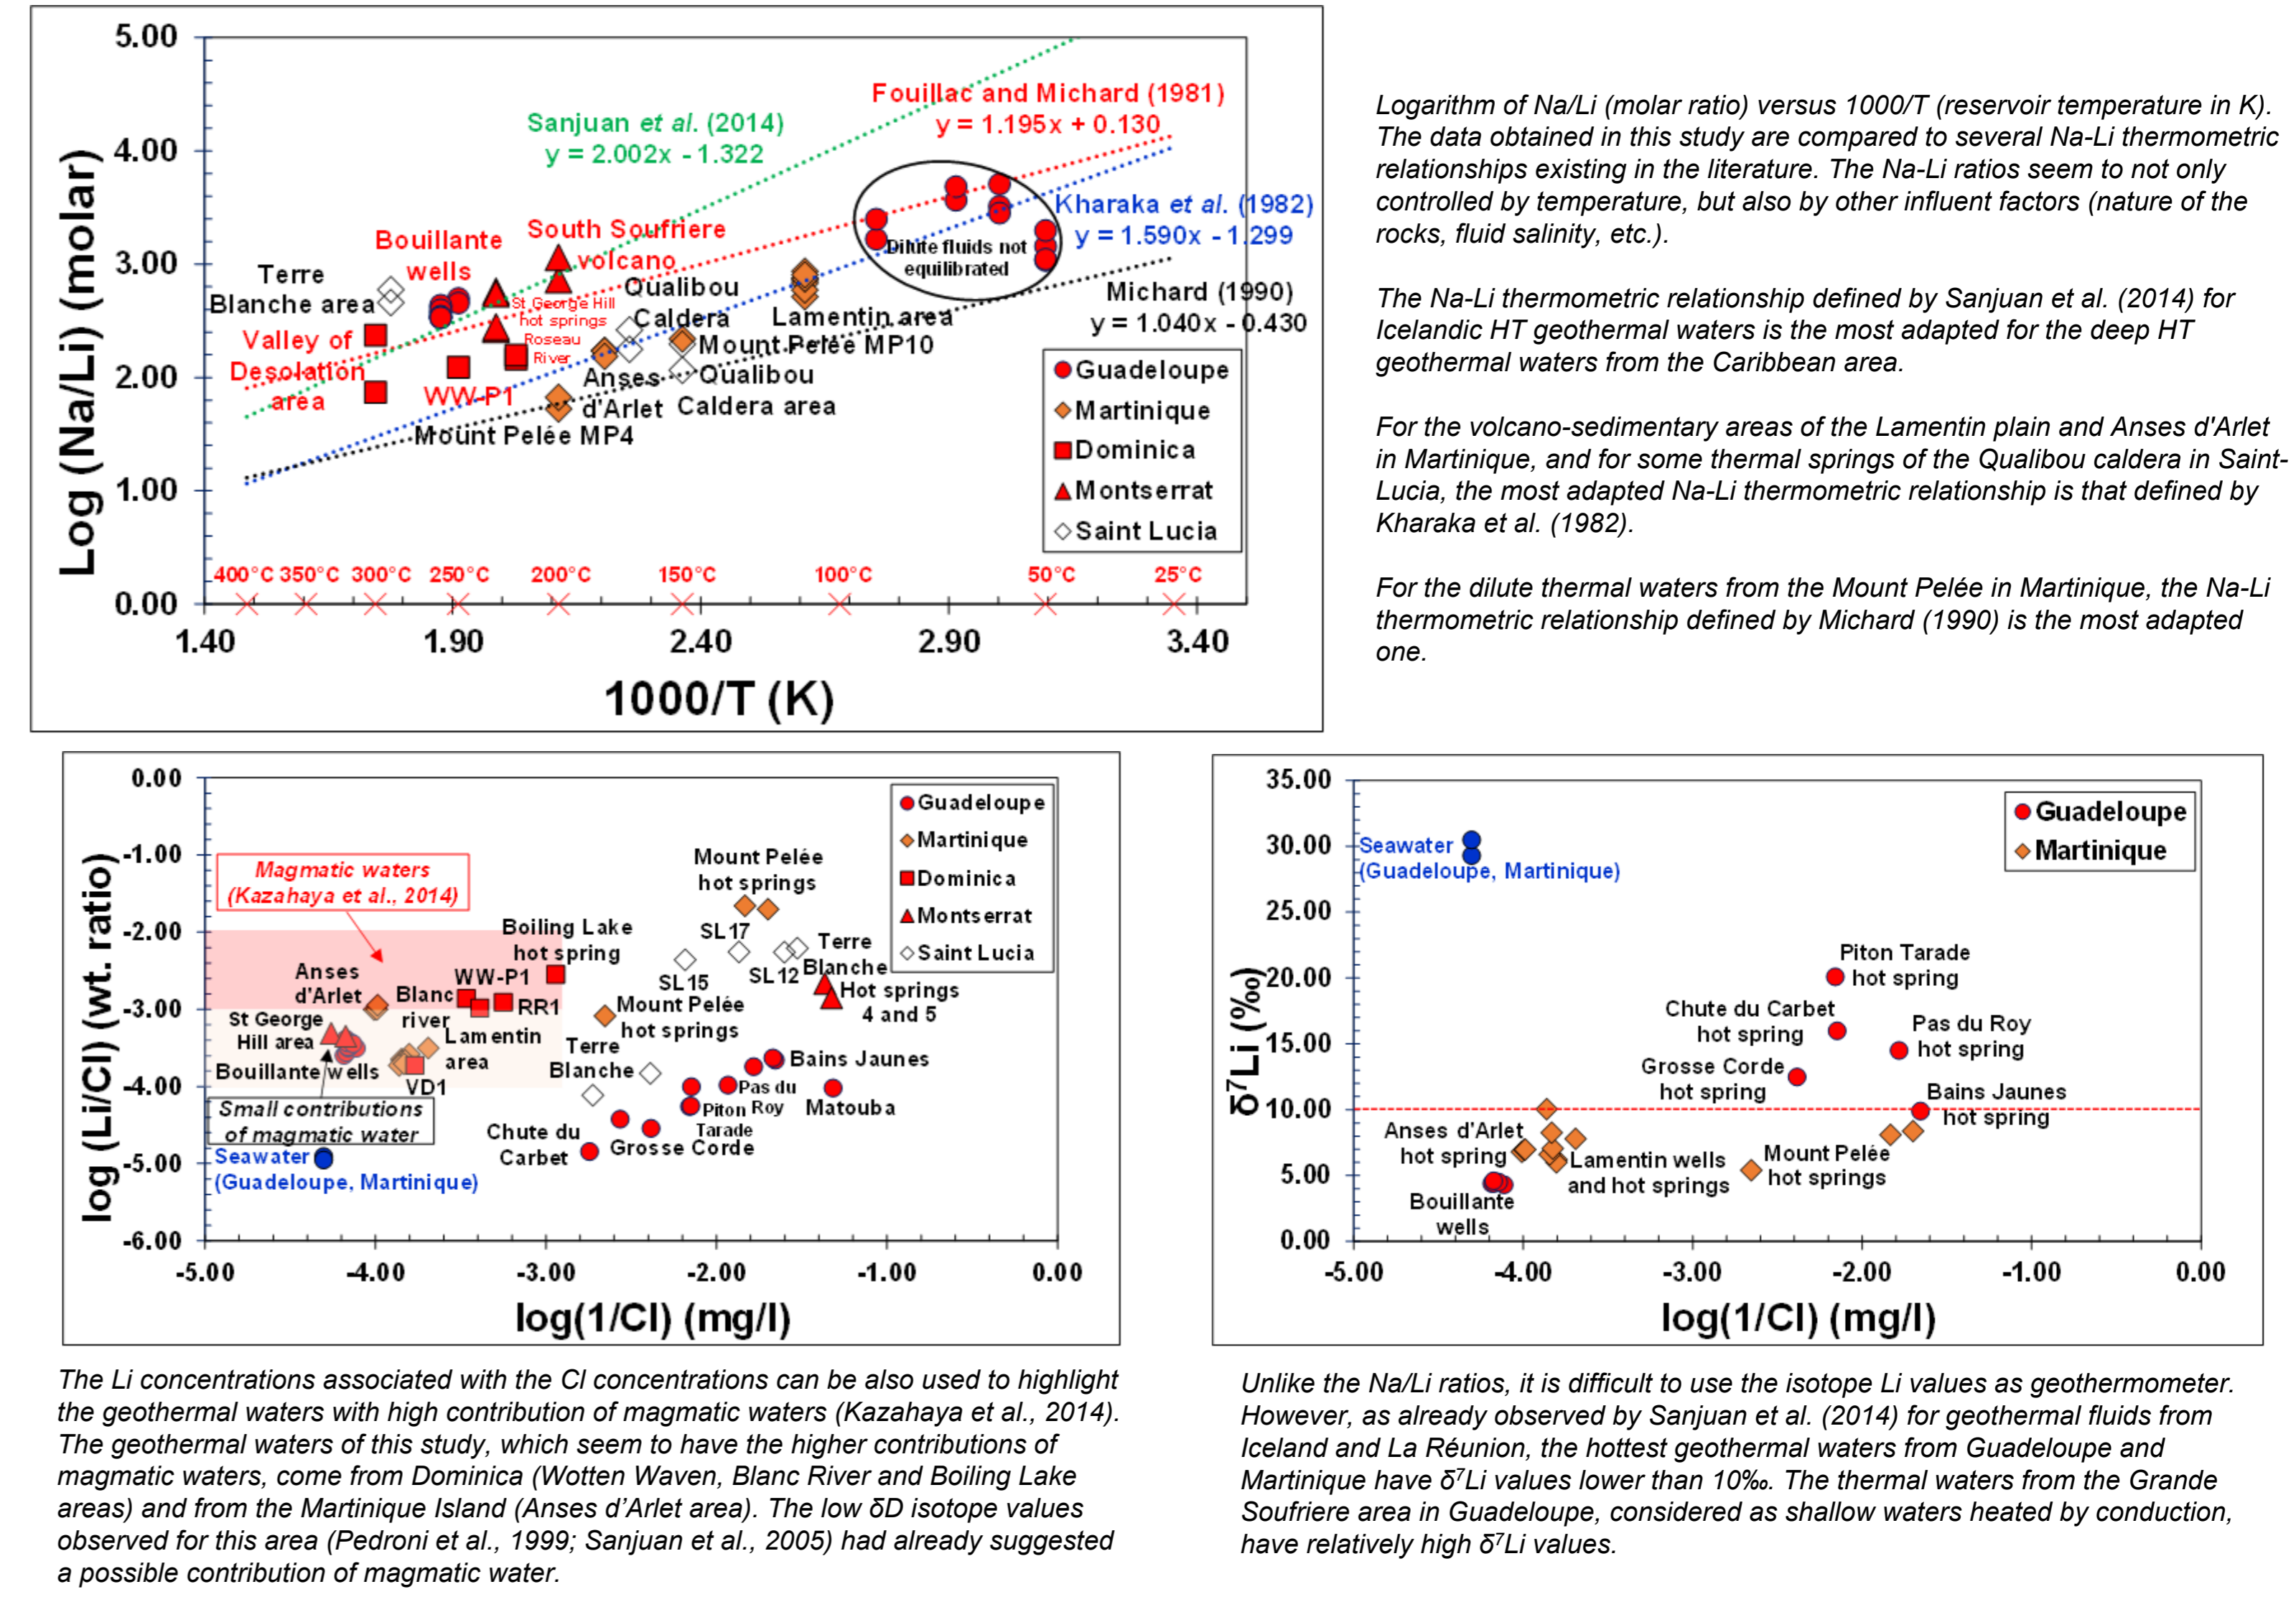 5.00
4.00
3.00
2.00
1.00
0.00
Log (Na/Li) (molar)
Sanjuan et al. (2014)
y = 2.002x - 1.322
Fouillac and Michard (1981)
y = 1.195x + 0.130
Kharaka et al. (1982)
y = 1.590x - 1.299
Michard (1990)
y = 1.040x - 0.430
Dilute fluids not
equilibrated
South Soufriere
volcano
Bouillante
wells
Terre
Blanche area
Valley of
Desolation
area
St George Hill
hot springs
Roseau
River
WW-P1
Qualibou
Caldera
Lamentin area
Mount Pelée MP10
Anses
d'Arlet
Qualibou
Caldera area
Mount Pelée MP4
Guadeloupe
Martinique
Dominica
Montserrat
Saint Lucia
400°C 350°C 300°C 250°C 200°C 150°C 100°C 50°C 25°C
1.40 1.90 2.40 2.90 3.40
1000/T (K)
Logarithm of Na/Li (molar ratio) versus 1000/T (reservoir temperature in K).
The data obtained in this study are compared to several Na-Li thermometric
relationships existing in the literature. The Na-Li ratios seem to not only
controlled by temperature, but also by other influent factors (nature of the
rocks, fluid salinity, etc.).
The Na-Li thermometric relationship defined by Sanjuan et al. (2014) for
Icelandic HT geothermal waters is the most adapted for the deep HT
geothermal waters from the Caribbean area.
For the volcano-sedimentary areas of the Lamentin plain and Anses d'Arlet
in Martinique, and for some thermal springs of the Qualibou caldera in Saint-
Lucia, the most adapted Na-Li thermometric relationship is that defined by
Kharaka et al. (1982).
For the dilute thermal waters from the Mount Pelée in Martinique, the Na-Li
thermometric relationship defined by Michard (1990) is the most adapted
one.
0.00
-1.00
-2.00
-3.00
-4.00
-5.00
-6.00
log (Li/Cl) (wt. ratio)
Magmatic waters
(Kazahaya et al., 2014)
Guadeloupe
Martinique
Dominica
Montserrat
Saint Lucia
Mount Pelée
hot springs
Boiling Lake
hot spring
SL17
SL15
SL12
Terre
Blanche
Hot springs
4 and 5
Anses
d'Arlet
WW-P1
Blanc
river
RR1
Mount Pelée
hot springs
St George
Hill area
Lamentin
area
Terre
Blanche
Bains Jaunes
Bouillante wells
VD1
Pas du
Roy
Piton
Tarade
Matouba
Small contributions
of magmatic water
Chute du
Carbet
Grosse Corde
Seawater
(Guadeloupe, Martinique)
-5.00 -4.00 -3.00 -2.00 -1.00 0.00
log(1/Cl) (mg/l)
35.00
30.00
25.00
20.00
15.00
10.00
5.00
0.00
δ⁷Li (‰)
Guadeloupe
Martinique
Seawater
(Guadeloupe, Martinique)
Piton Tarade
hot spring
Chute du Carbet
hot spring
Pas du Roy
hot spring
Grosse Corde
hot spring
Bains Jaunes
hot spring
Anses d'Arlet
hot spring
Lamentin wells
and hot springs
Mount Pelée
hot springs
Bouillante
wells
-5.00 -4.00 -3.00 -2.00 -1.00 0.00
log(1/Cl) (mg/l)
The Li concentrations associated with the Cl concentrations can be also used to highlight
the geothermal waters with high contribution of magmatic waters (Kazahaya et al., 2014).
The geothermal waters of this study, which seem to have the higher contributions of
magmatic waters, come from Dominica (Wotten Waven, Blanc River and Boiling Lake
areas) and from the Martinique Island (Anses d’Arlet area). The low δD isotope values
observed for this area (Pedroni et al., 1999; Sanjuan et al., 2005) had already suggested
a possible contribution of magmatic water.
Unlike the Na/Li ratios, it is difficult to use the isotope Li values as geothermometer.
However, as already observed by Sanjuan et al. (2014) for geothermal fluids from
Iceland and La Réunion, the hottest geothermal waters from Guadeloupe and
Martinique have δ⁷Li values lower than 10‰. The thermal waters from the Grande
Soufriere area in Guadeloupe, considered as shallow waters heated by conduction,
have relatively high δ⁷Li values.